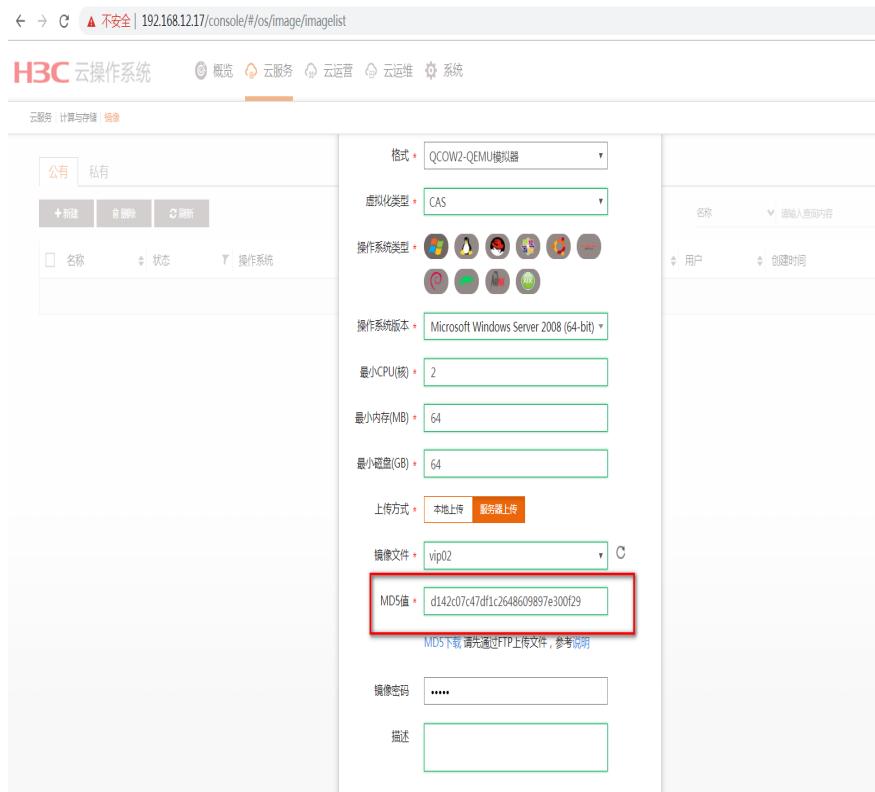 不安全 | 192.168.12.17/console/#/os/image/imagelist
H3C 云操作系统 概览 云服务 云运营 云运维 系统
云服务 计算与存储 镜像
公有 私有
+新建 删除 刷新 名称 请输入查询内容
名称 状态 操作系统 用户 创建时间
格式 * QCOW2-QEMU模拟器
虚拟化类型 * CAS
操作系统类型 *
操作系统版本 * Microsoft Windows Server 2008 (64-bit)
最小CPU(核) * 2
最小内存(MB) * 64
最小磁盘(GB) * 64
上传方式 * 本地上传 服务器上传
镜像文件 * vip02
MD5值 * d142c07c47df1c2648609897e300f29
MD5下载 请先通过FTP上传文件，参考说明
镜像密码 •••••
描述